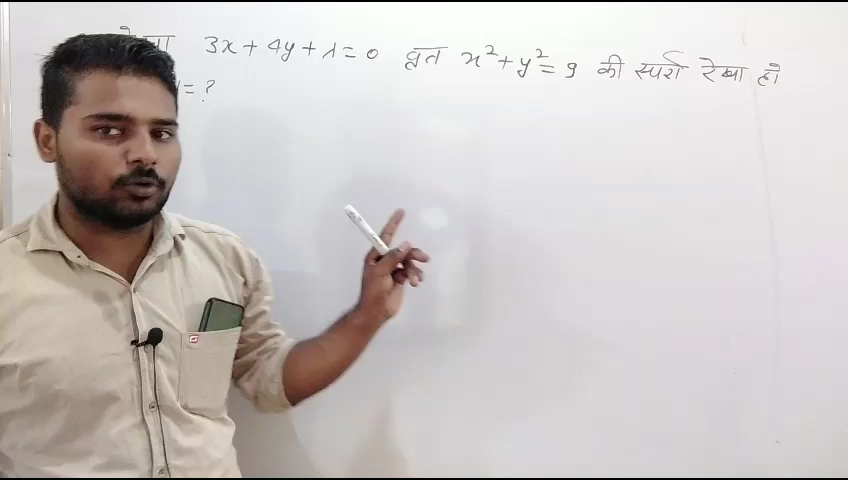 3x + 4y + λ = 0 वृत x² + y² = 9 की स्पर्श रेखा हो
= ?